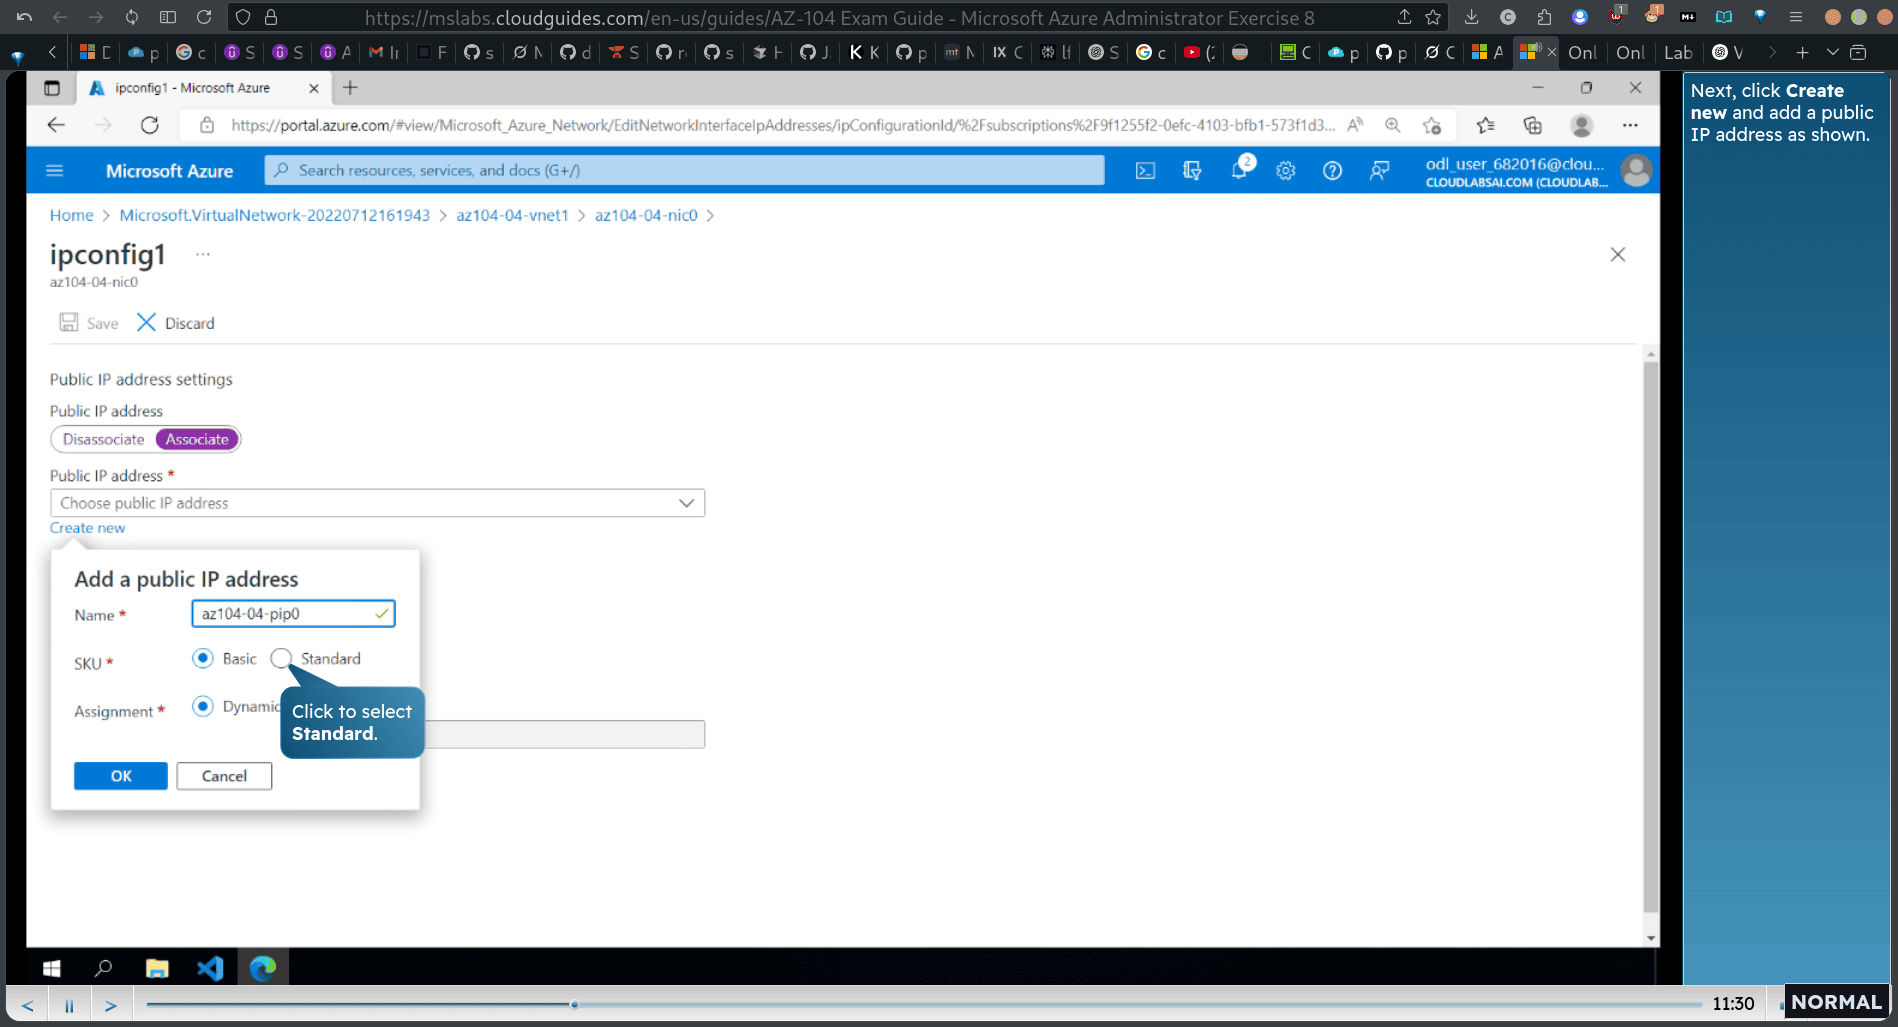 https://mslabs.cloudguides.com/en-us/guides/AZ-104 Exam Guide - Microsoft Azure Administrator Exercise 8
Onl
Onl
Lab
ipconfig1 - Microsoft Azure
https://portal.azure.com/#view/Microsoft_Azure_Network/EditNetworkInterfaceIpAddresses/ipConfigurationId/%2Fsubscriptions%2F9f1255f2-0efc-4103-bfb1-573f1d3...
Microsoft Azure
Search resources, services, and docs (G+/)
2
odl_user_682016@clou...
CLOUDLABSAI.COM (CLOUDLAB...
Home > Microsoft.VirtualNetwork-20220712161943 > az104-04-vnet1 > az104-04-nic0 >
ipconfig1 ...
az104-04-nic0
Save
Discard
Public IP address settings
Public IP address
Disassociate Associate
Public IP address *
Choose public IP address
Create new
Add a public IP address
Name *
az104-04-pip0
SKU *
Basic
Standard
Assignment *
Dynamic
Click to select
Standard.
OK
Cancel
Next, click Create
new and add a public
IP address as shown.
11:30
NORMAL